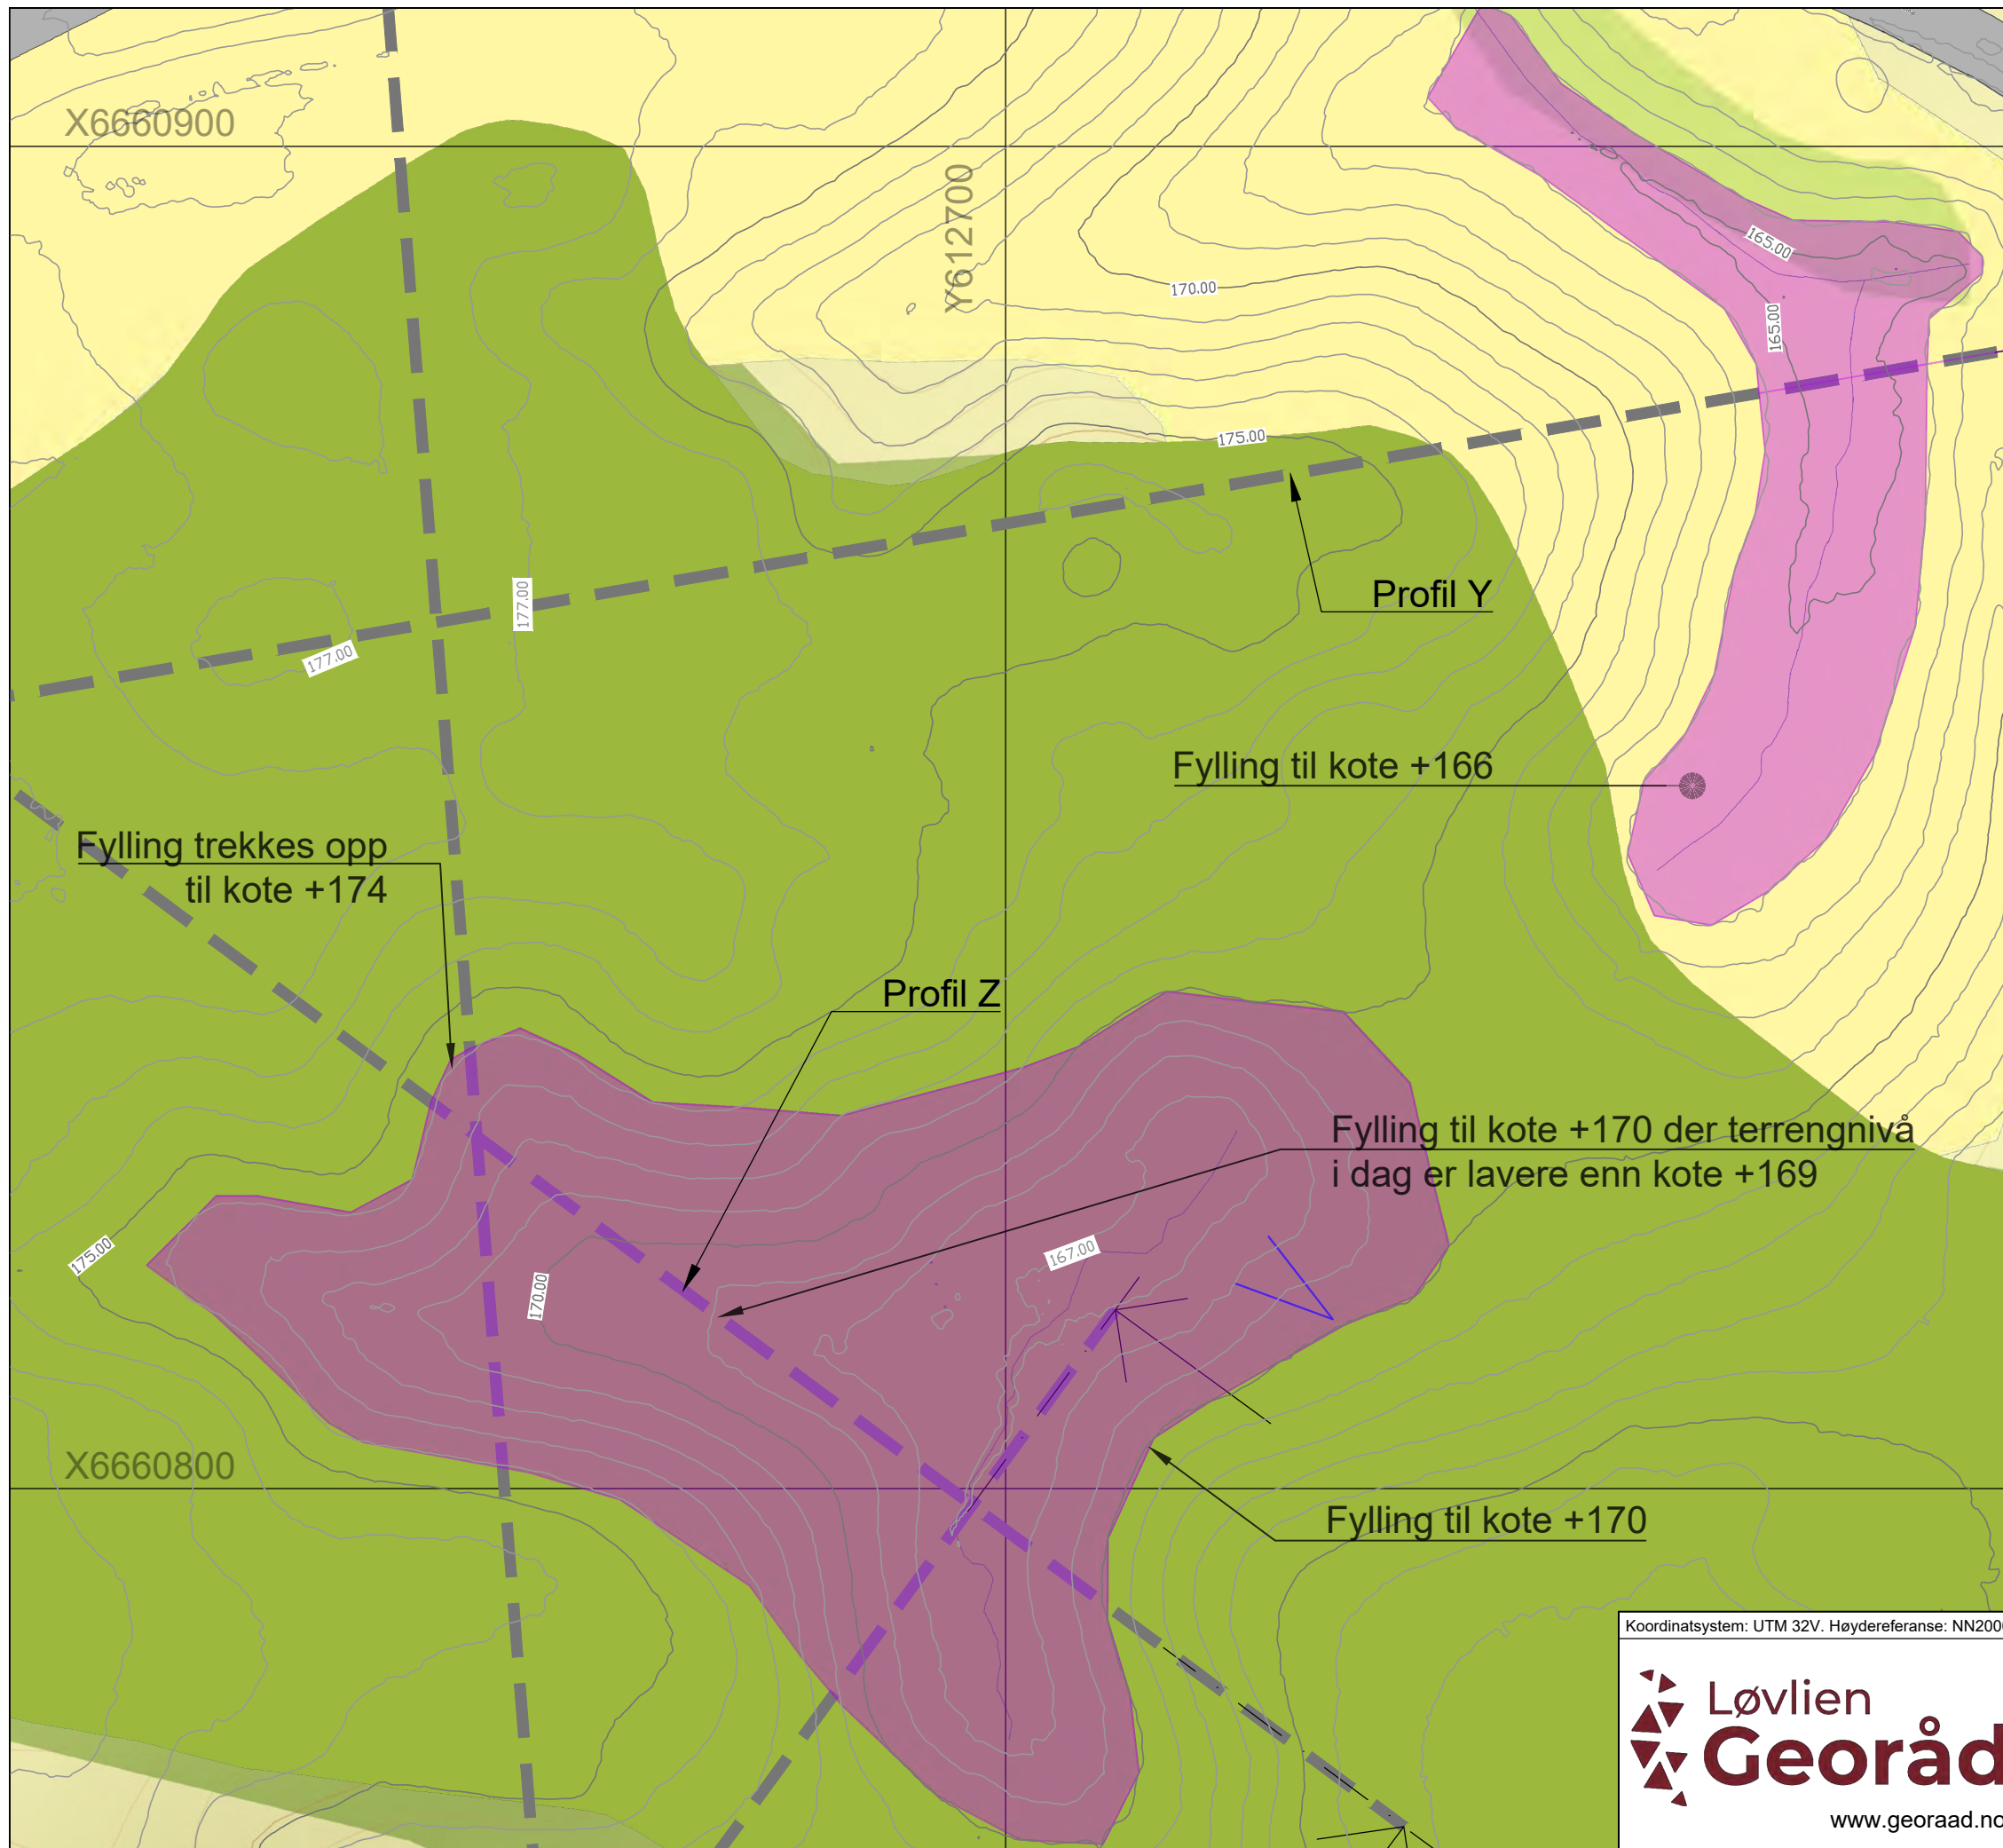 X6660900
Y612700
165.00
170.00
165.00
175.00
177.00
Profil Y
177.00
Fylling til kote +166
Fylling trekkes opp
til kote +174
Profil Z
Fylling til kote +170 der terrengnivå
i dag er lavere enn kote +169
175.00
167.00
170.00
X6660800
Fylling til kote +170
Koordinatsystem: UTM 32V. Høydereferanse: NN200
Løvlien
Georåd
www.georaad.no